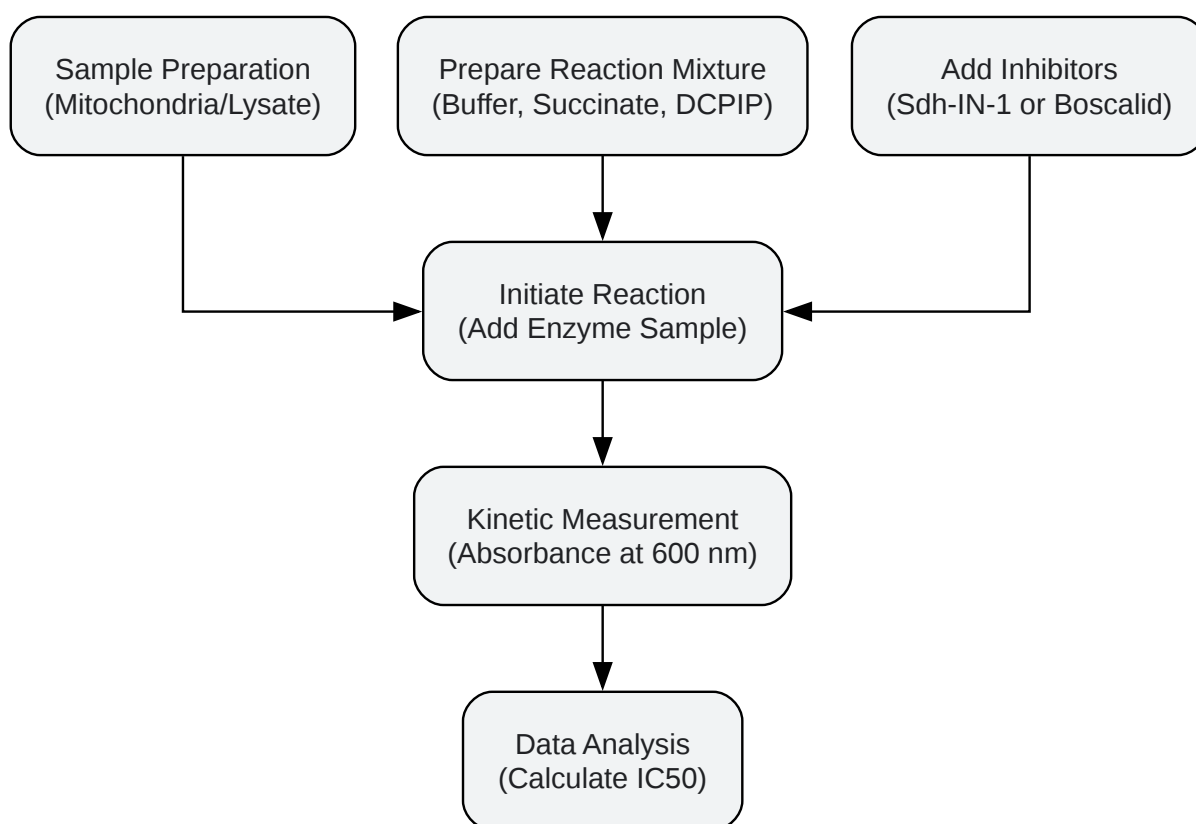 Sample Preparation
(Mitochondria/Lysate)
Prepare Reaction Mixture
(Buffer, Succinate, DCPIP)
Add Inhibitors
(Sdh-IN-1 or Boscalid)
Initiate Reaction
(Add Enzyme Sample)
Kinetic Measurement
(Absorbance at 600 nm)
Data Analysis
(Calculate IC50)